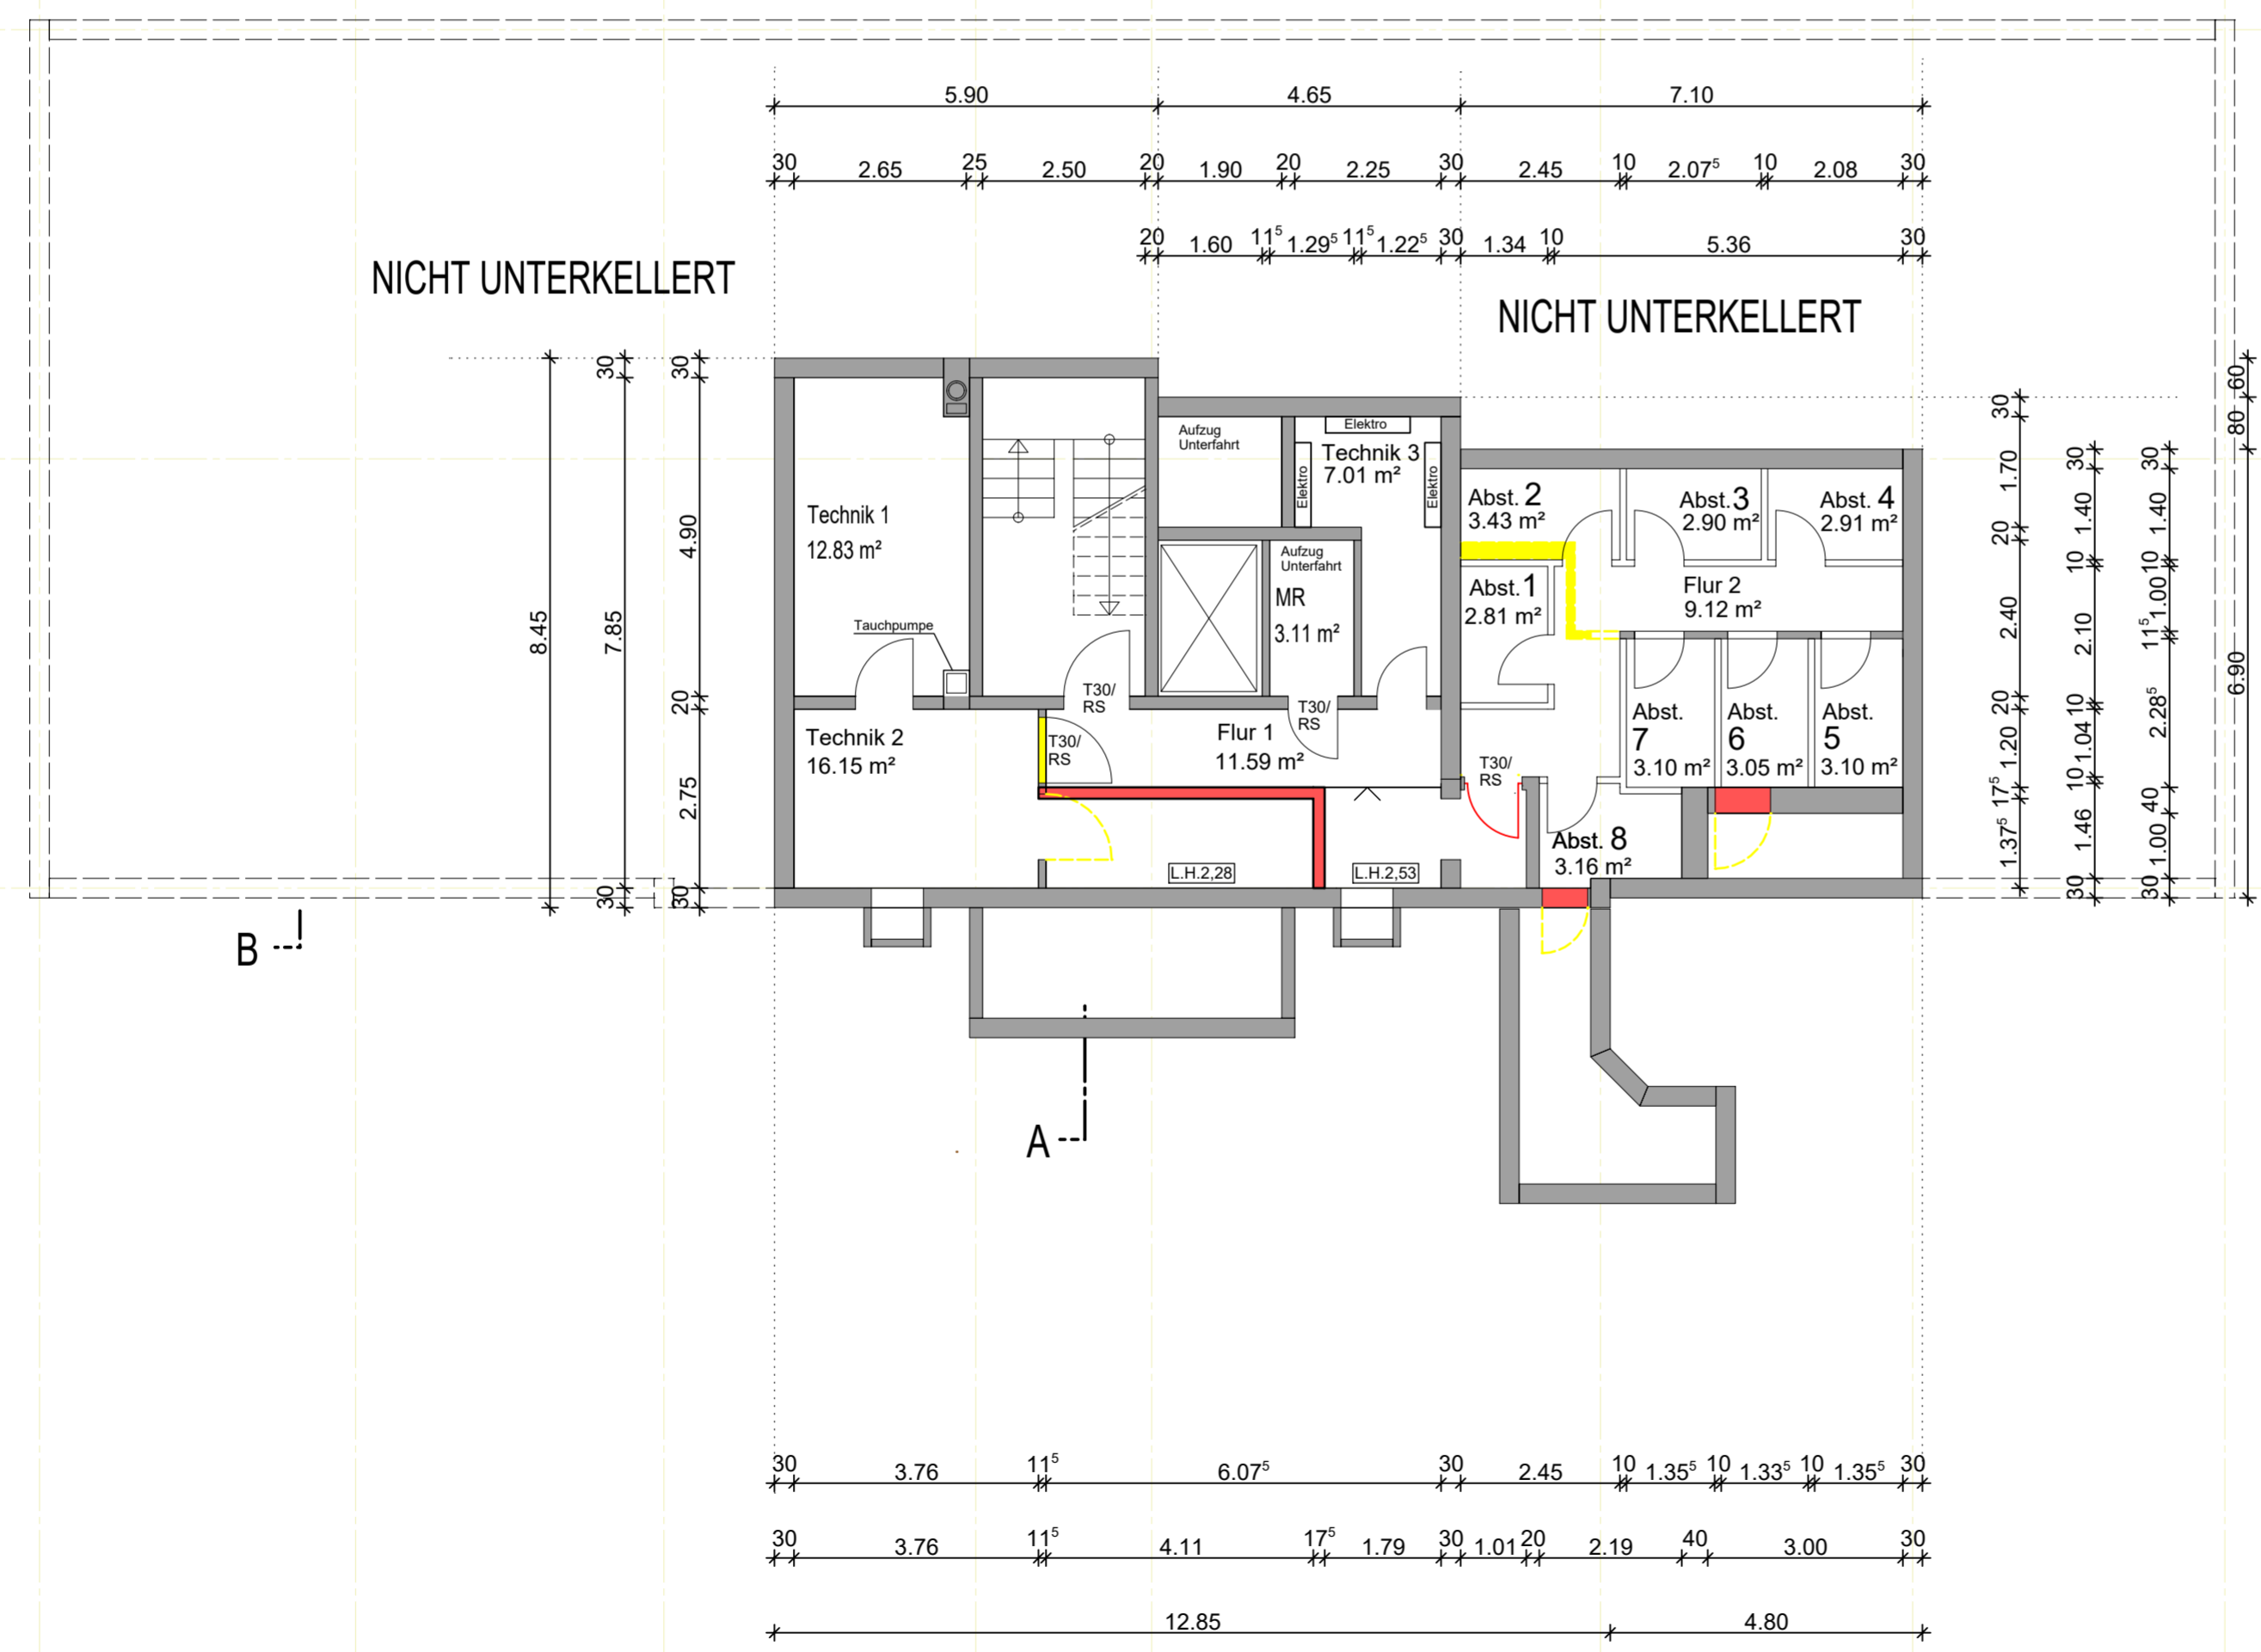 5.90 4.65 7.10
30 2.65 25 2.50 20 1.90 20 2.25 30 2.45 10 2.07⁵ 10 2.08 30
20 1.60 11⁵ 1.29⁵ 11⁵ 1.22⁵ 30 1.34 10 5.36 30
NICHT UNTERKELLERT
NICHT UNTERKELLERT
8.45
30 7.85 30
30 4.90 20 2.75 30
Technik 1
12.83 m²
Tauchpumpe
Aufzug
Unterfahrt
Elektro
Elektro
Elektro
Technik 3
7.01 m²
Aufzug
Unterfahrt
MR
3.11 m²
Abst. 2
3.43 m²
Abst. 3
2.90 m²
Abst. 4
2.91 m²
Abst. 1
2.81 m²
Flur 2
9.12 m²
T30/
RS
T30/
RS
T30/
RS
T30/
RS
Technik 2
16.15 m²
Flur 1
11.59 m²
Abst.
7
3.10 m²
Abst.
6
3.05 m²
Abst.
5
3.10 m²
Abst. 8
3.16 m²
L.H.2,28
L.H.2,53
30 1.70 20 2.40 20 1.20 17⁵ 1.37⁵
30 1.40 10 2.10 10 1.04 10 1.46 30
30 1.40 10 1.00 11⁵ 2.28⁵ 40 1.00 30
60 80 6.90
B
A
30 3.76 11⁵ 6.07⁵ 30 2.45 10 1.35⁵ 10 1.33⁵ 10 1.35⁵ 30
30 3.76 11⁵ 4.11 17⁵ 1.79 30 1.01 20 2.19 40 3.00 30
12.85 4.80